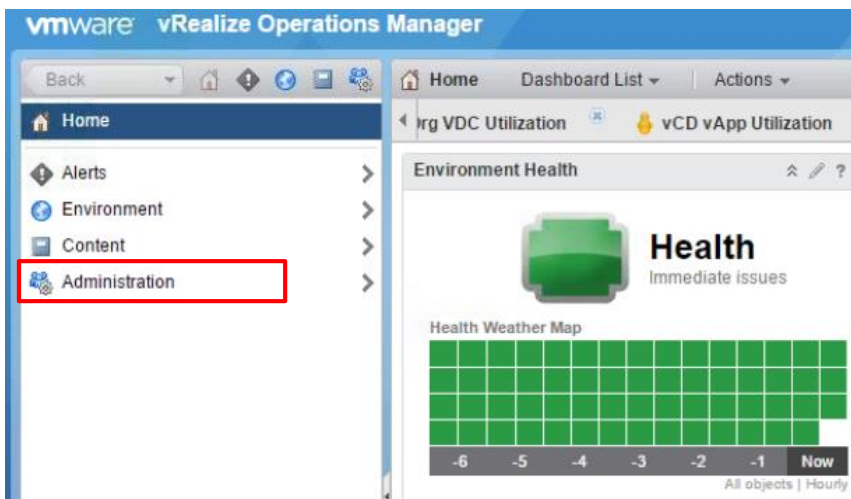 vmware vRealize Operations Manager
Back
Home Dashboard List Actions
Home
rg VDC Utilization vCD vApp Utilization
Alerts
Environment
Content
Administration
Environment Health ?
Health
Immediate issues
Health Weather Map
-6 -5 -4 -3 -2 -1 Now
All objects | Hourly